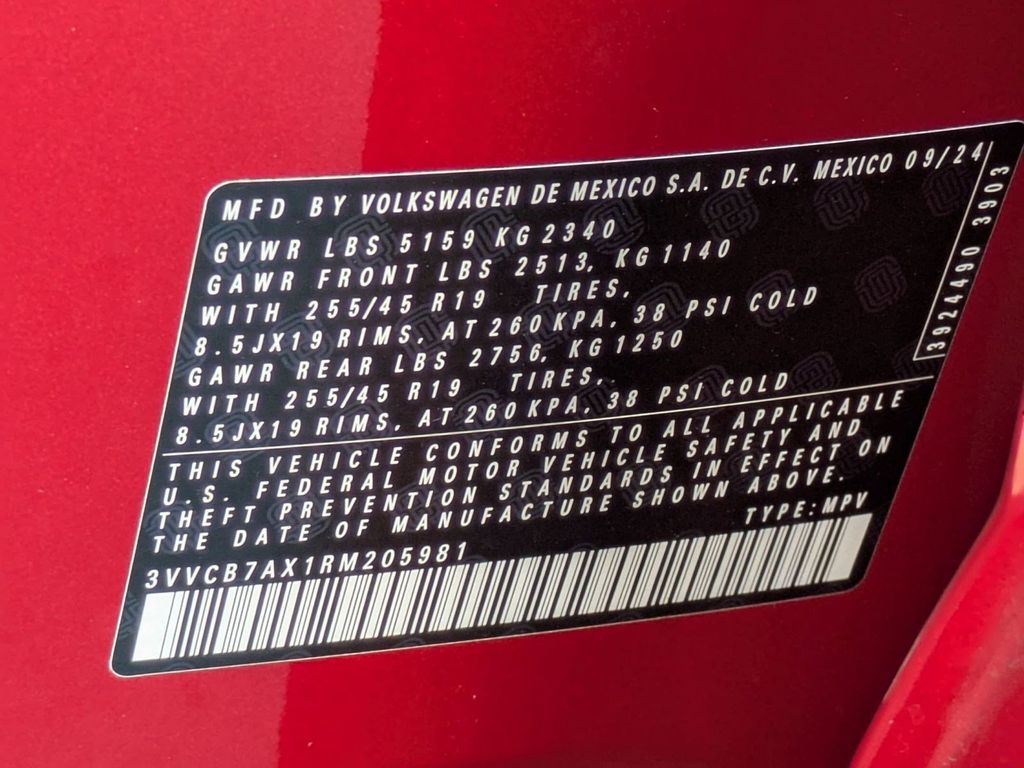 MFD BY VOLKSWAGEN DE MEXICO S.A. DE C.V. MEXICO 09/24
GVWR LBS 5159 KG 2340
GAWR FRONT LBS 2513, KG 1140
WITH 255/45 R19 TIRES,
8.5JX19 RIMS, AT 260KPA, 38 PSI COLD
GAWR REAR LBS 2756, KG 1250
WITH 255/45 R19 TIRES,
8.5JX19 RIMS, AT 260KPA, 38 PSI COLD
3924490 3903
THIS VEHICLE CONFORMS TO ALL APPLICABLE
U.S. FEDERAL MOTOR VEHICLE SAFETY AND
THEFT PREVENTION STANDARDS IN EFFECT ON
THE DATE OF MANUFACTURE SHOWN ABOVE.
3VVCB7AX1RM205981 TYPE:MPV